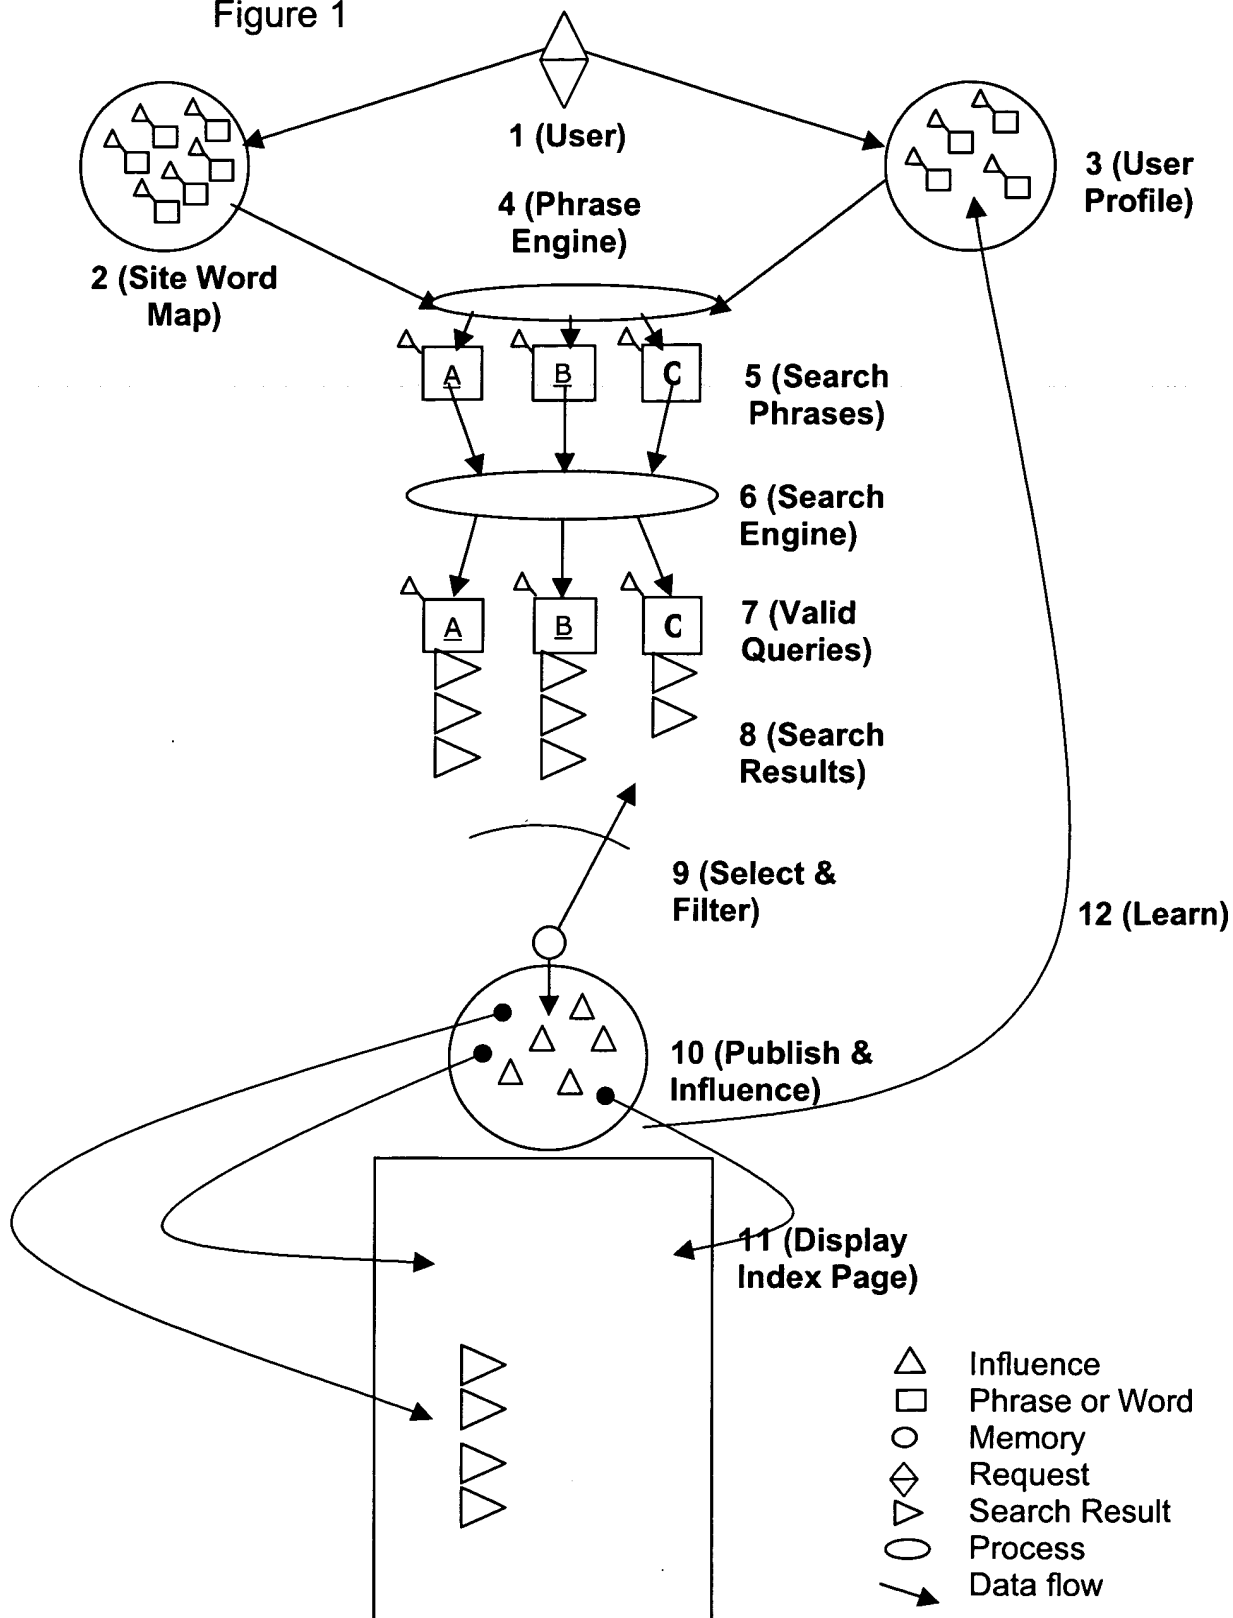 Figure 1
1 (User)
3 (User
Profile)
4 (Phrase
Engine)
2 (Site Word
Map)
A
B
C
5 (Search
Phrases)
6 (Search
Engine)
A
B
C
7 (Valid
Queries)
8 (Search
Results)
9 (Select &
Filter)
12 (Learn)
10 (Publish &
Influence)
11 (Display
Index Page)
Influence
Phrase or Word
Memory
Request
Search Result
Process
Data flow